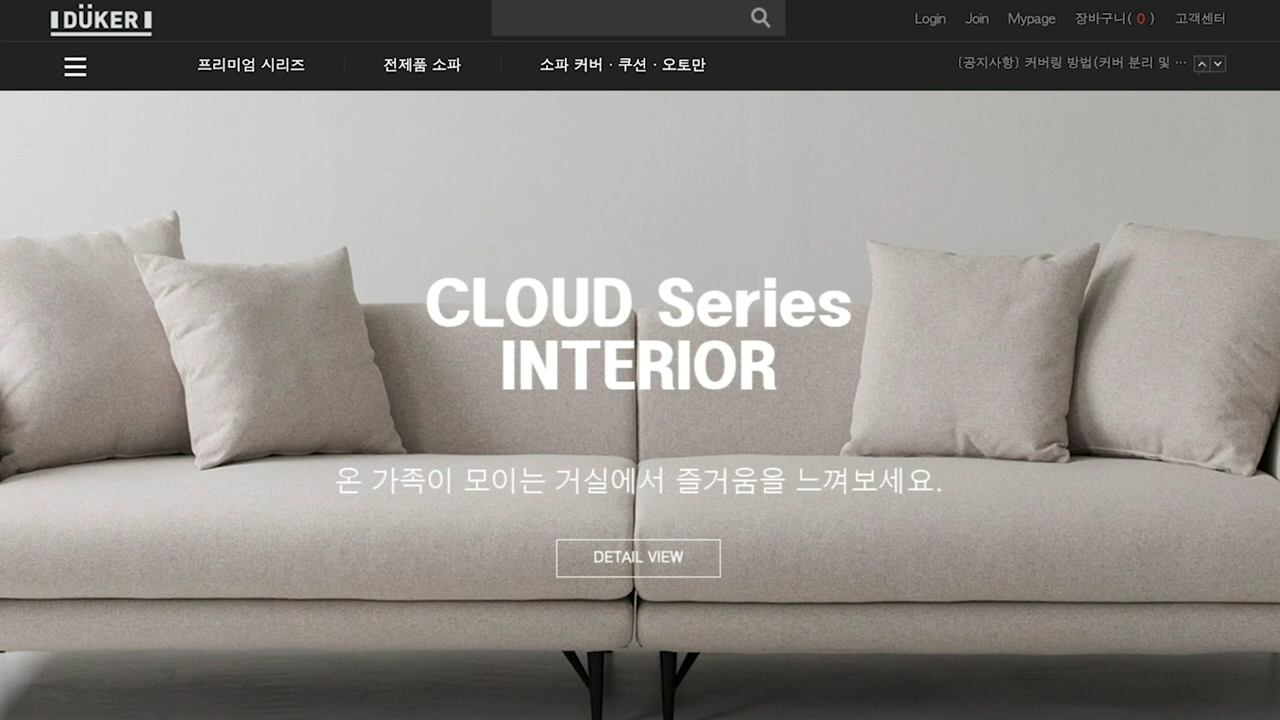 DÜKER
Login Join Mypage 장바구니( 0 ) 고객센터
프리미엄 시리즈 전제품 소파 소파 커버 · 쿠션 · 오토만
[공지사항] 커버링 방법(커버 분리 및 ···
CLOUD Series
INTERIOR
온 가족이 모이는 거실에서 즐거움을 느껴보세요.
DETAIL VIEW